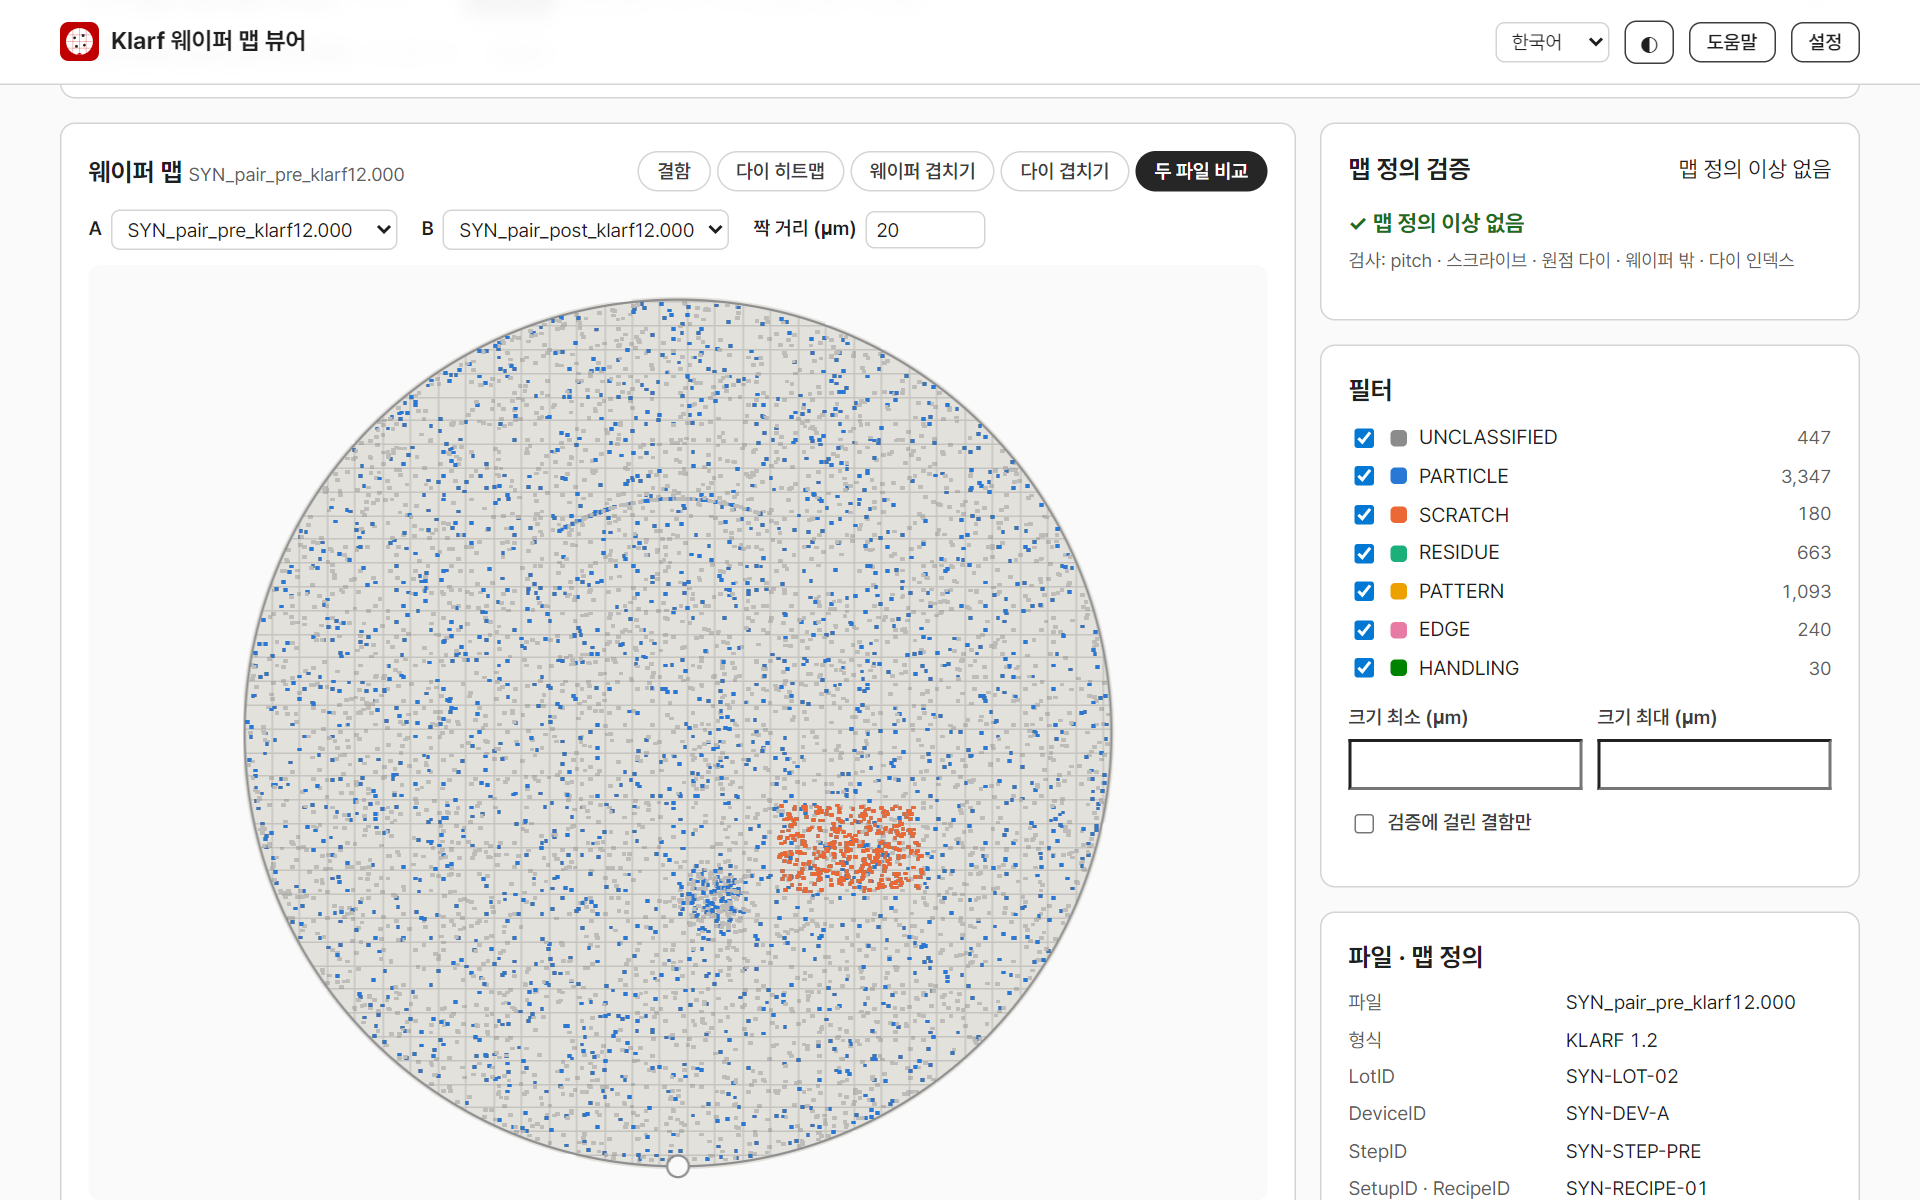 Klarf 웨이퍼 맵 뷰어
한국어
도움말
설정
웨이퍼 맵 SYN_pair_pre_klarf12.000
결함
다이 히트맵
웨이퍼 겹치기
다이 겹치기
두 파일 비교
A SYN_pair_pre_klarf12.000 B SYN_pair_post_klarf12.000 짝 거리 (µm) 20
맵 정의 검증 맵 정의 이상 없음
✓ 맵 정의 이상 없음
검사: pitch · 스크라이브 · 원점 다이 · 웨이퍼 밖 · 다이 인덱스
필터
UNCLASSIFIED 447
PARTICLE 3,347
SCRATCH 180
RESIDUE 663
PATTERN 1,093
EDGE 240
HANDLING 30
크기 최소 (µm) 크기 최대 (µm)
검증에 걸린 결함만
파일 · 맵 정의
파일 SYN_pair_pre_klarf12.000
형식 KLARF 1.2
LotID SYN-LOT-02
DeviceID SYN-DEV-A
StepID SYN-STEP-PRE
SetupID · RecipeID SYN-RECIPE-01